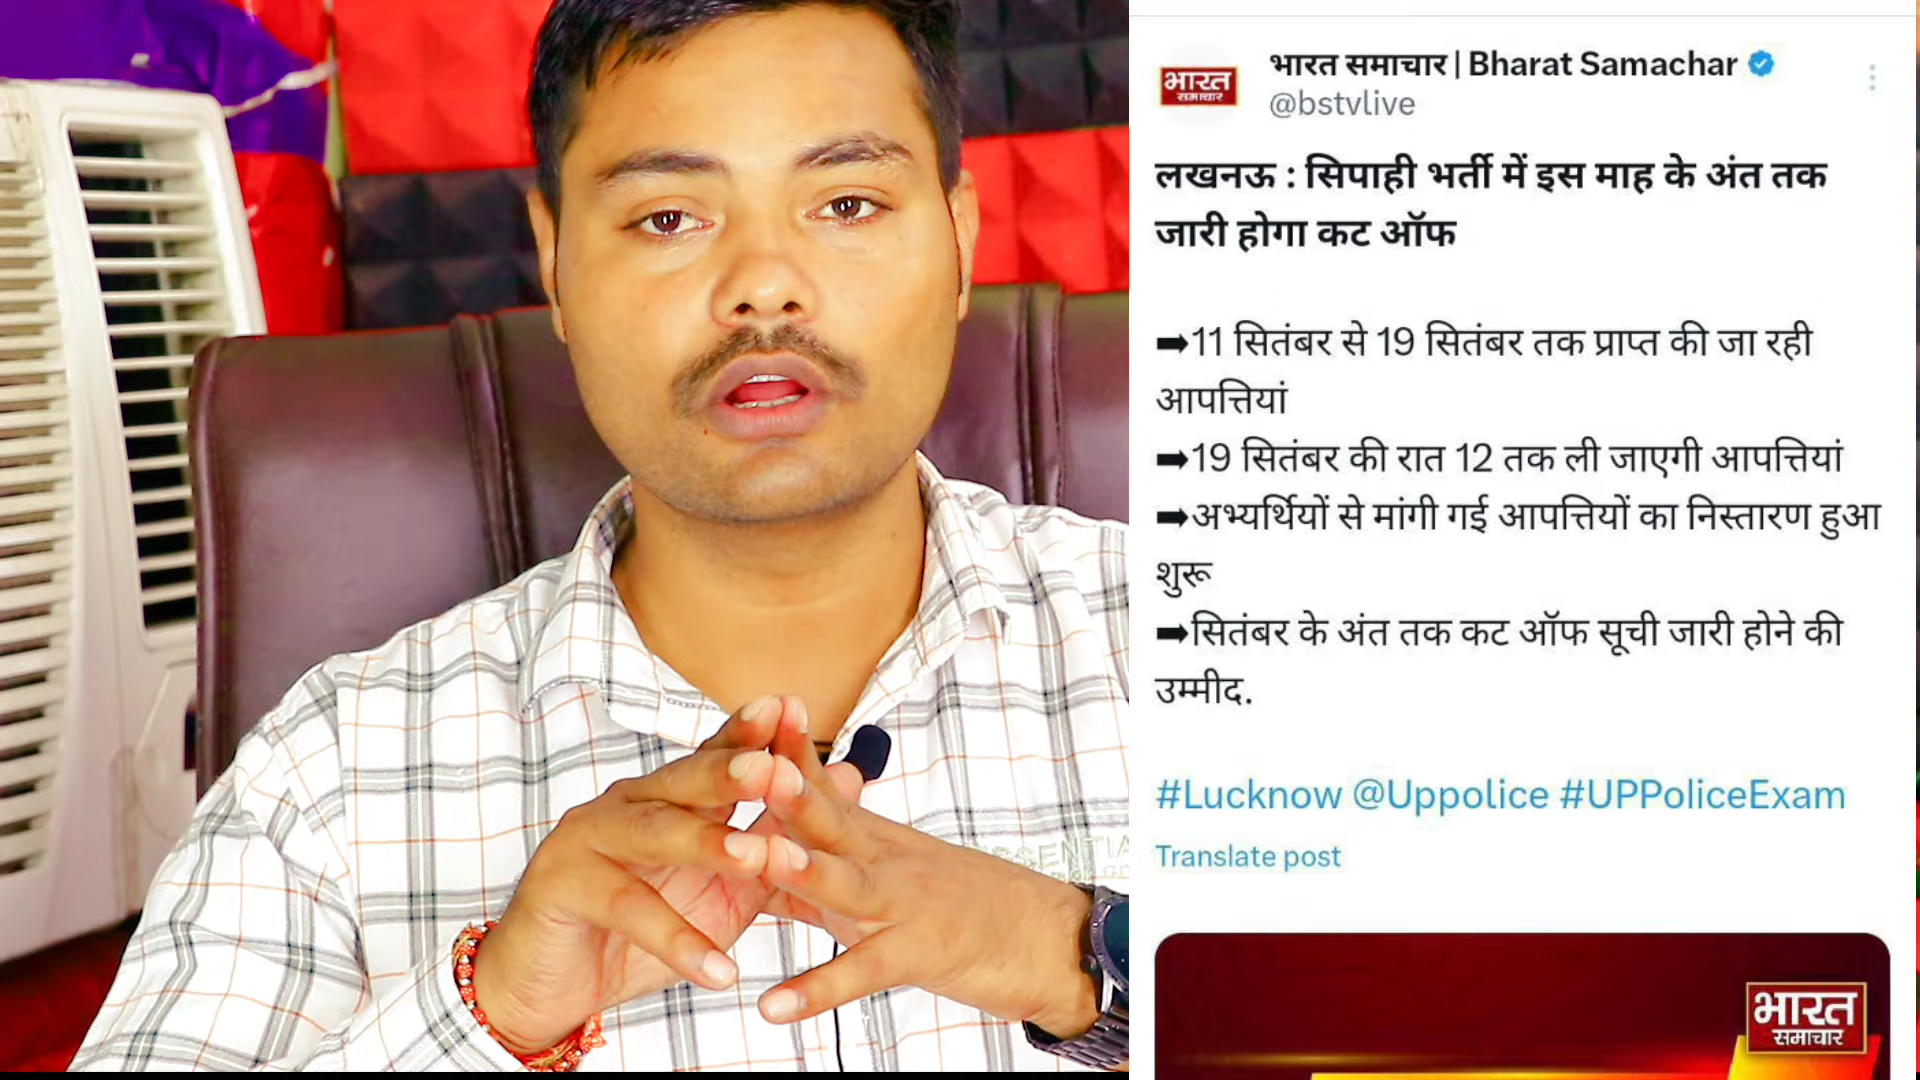 भारत समाचार | Bharat Samachar
भारत
समाचार
@bstvlive
लखनऊ : सिपाही भर्ती में इस माह के अंत तक
जारी होगा कट ऑफ
➡11 सितंबर से 19 सितंबर तक प्राप्त की जा रही
आपत्तियां
➡19 सितंबर की रात 12 तक ली जाएगी आपत्तियां
➡अभ्यर्थियों से मांगी गई आपत्तियों का निस्तारण हुआ
शुरू
➡सितंबर के अंत तक कट ऑफ सूची जारी होने की
उम्मीद.
#Lucknow @Uppolice #UPPoliceExam
Translate post
भारत
समाचार